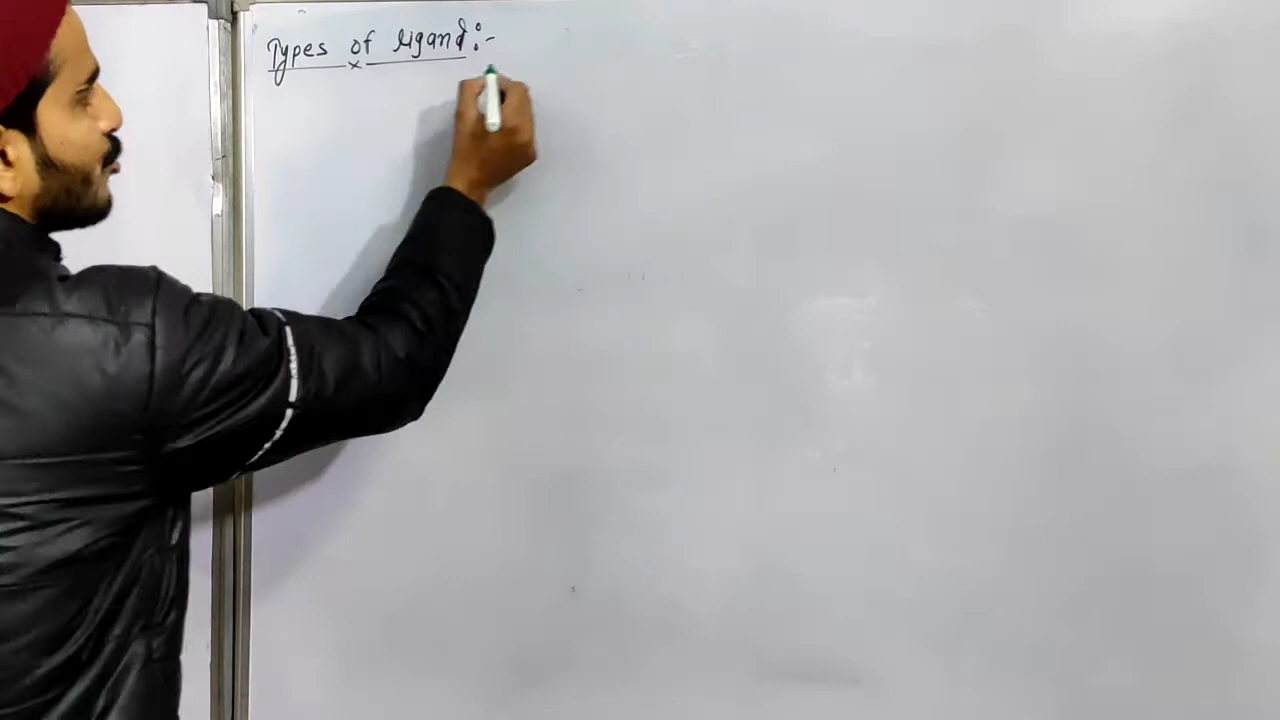 Types of ligand :-